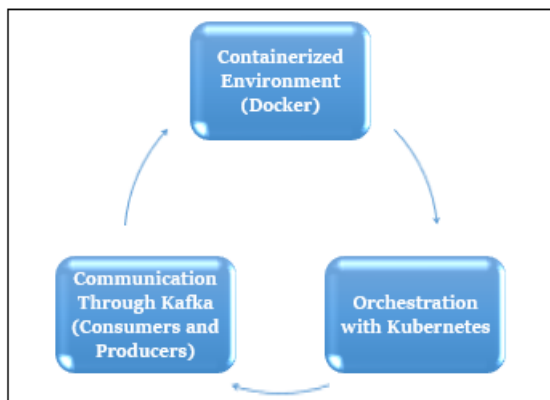 Containerized
Environment
(Docker)
Communication
Through Kafka
(Consumers and
Producers)
Orchestration
with Kubernetes